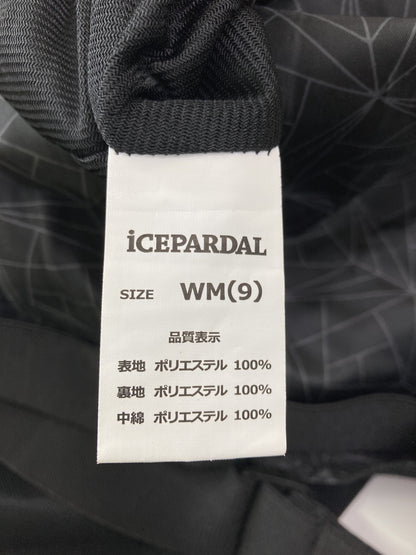 iCEPARDAL
SIZE WM(9)
品質表示
表地 ポリエステル 100%
裏地 ポリエステル 100%
中綿 ポリエステル 100%